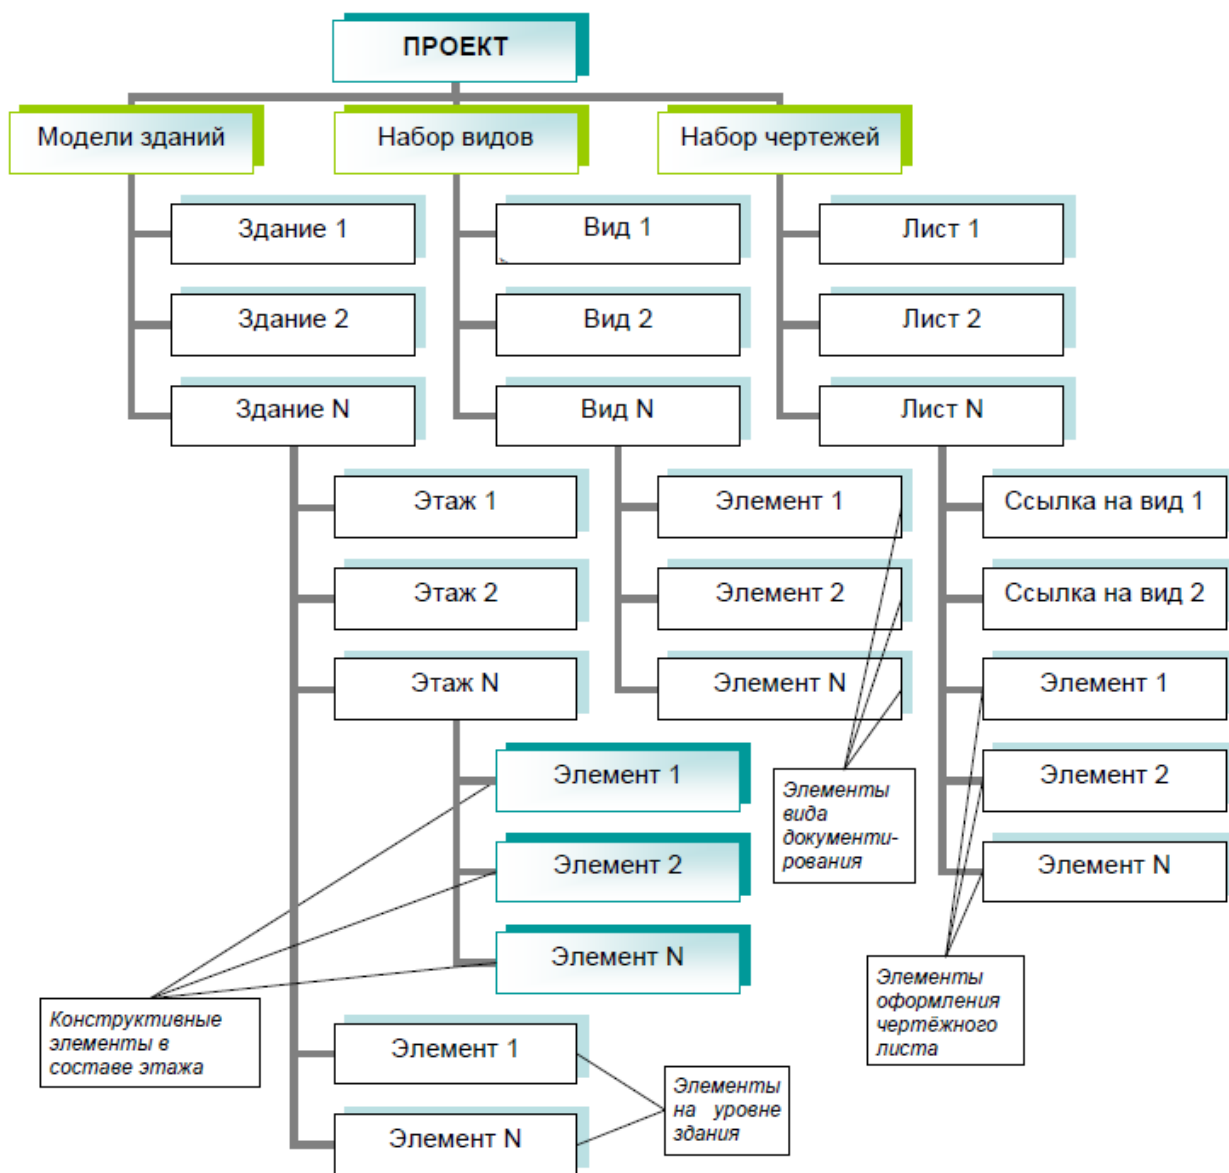 ПРОЕКТ
Модели зданий
Набор видов
Набор чертежей
Здание 1
Вид 1
Лист 1
Здание 2
Вид 2
Лист 2
Здание N
Вид N
Лист N
Этаж 1
Элемент 1
Ссылка на вид 1
Этаж 2
Элемент 2
Ссылка на вид 2
Этаж N
Элемент N
Элемент 1
Элемент 1
Элемент 2
Элементы
вида
документи-
рования
Элемент 2
Элемент N
Элемент N
Элементы
оформления
чертёжного
листа
Конструктивные
элементы в
составе этажа
Элемент 1
Элементы
на уровне
здания
Элемент N